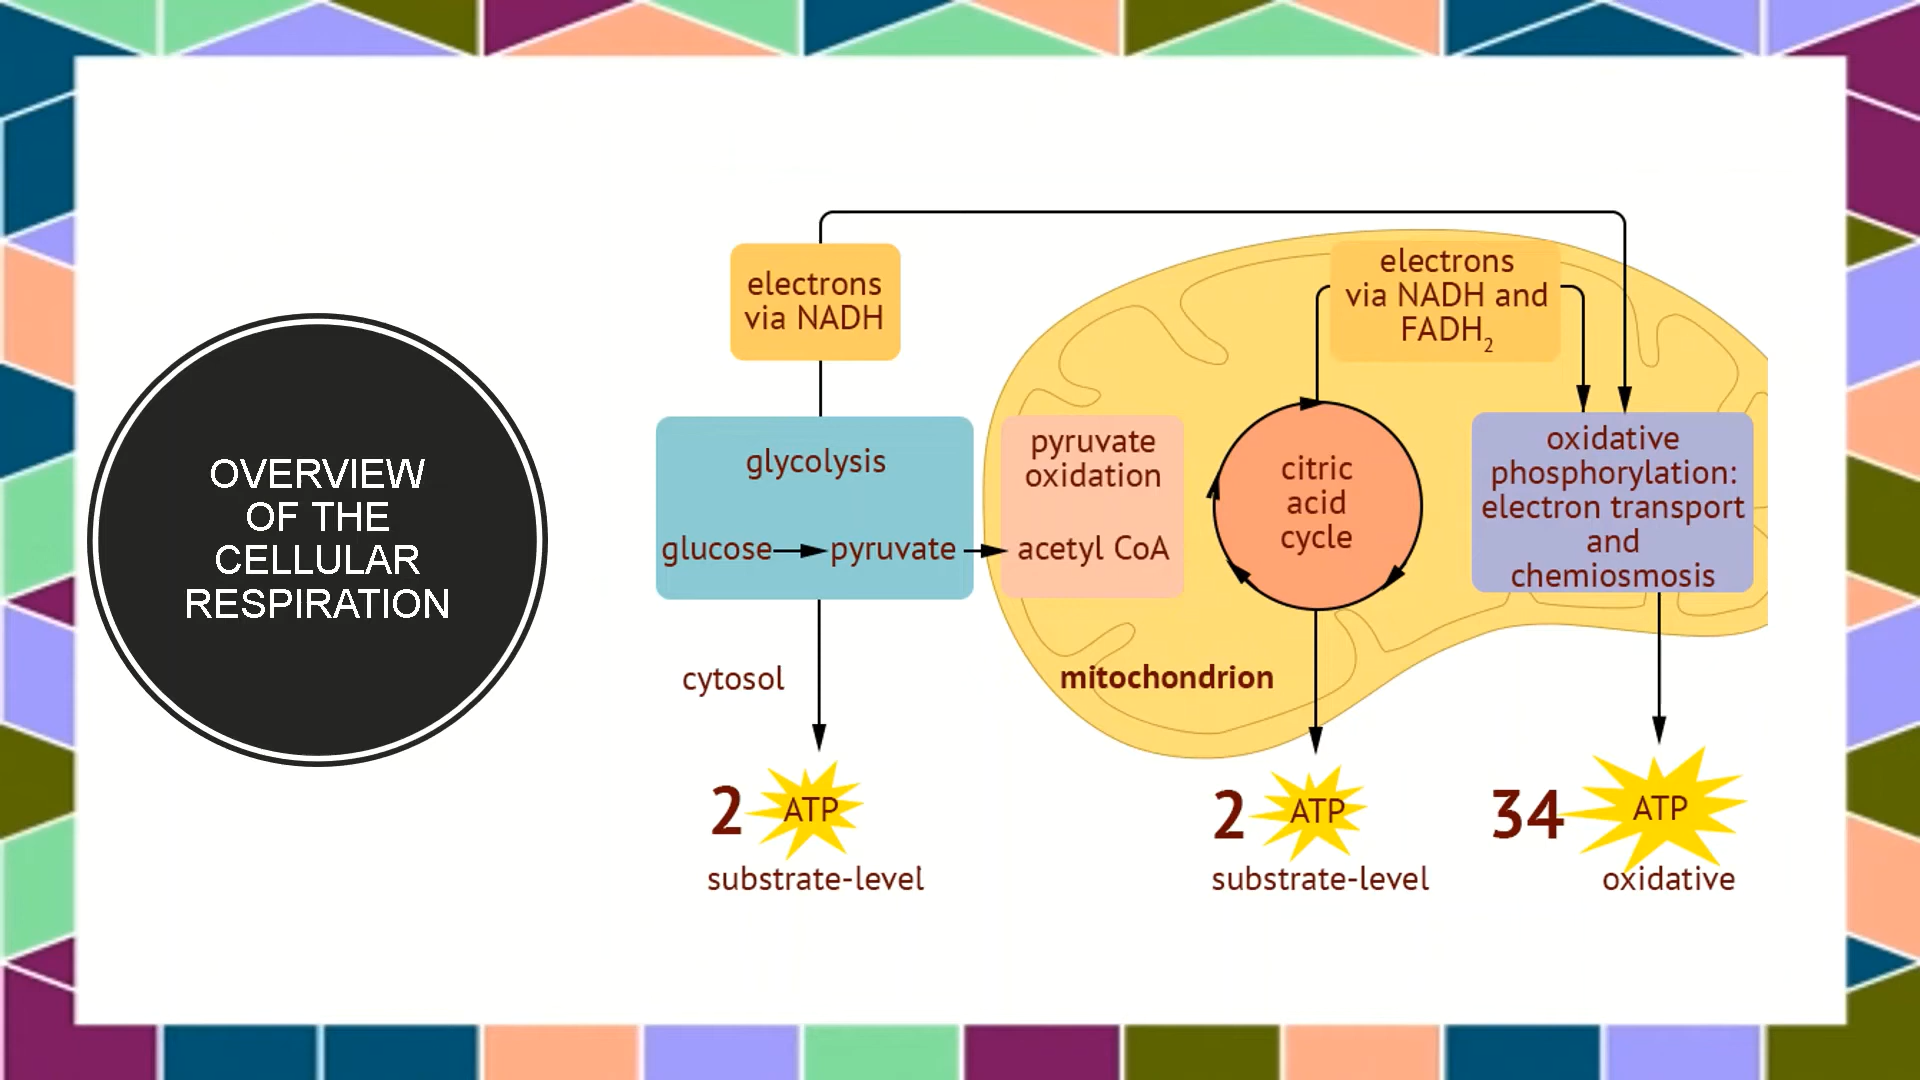 OVERVIEW
OF THE
CELLULAR
RESPIRATION
electrons
via NADH
electrons
via NADH and
FADH₂
glycolysis
glucose pyruvate
pyruvate
oxidation
acetyl CoA
citric
acid
cycle
oxidative
phosphorylation:
electron transport
and
chemiosmosis
cytosol
mitochondrion
2 ATP
substrate-level
2 ATP
substrate-level
34 ATP
oxidative